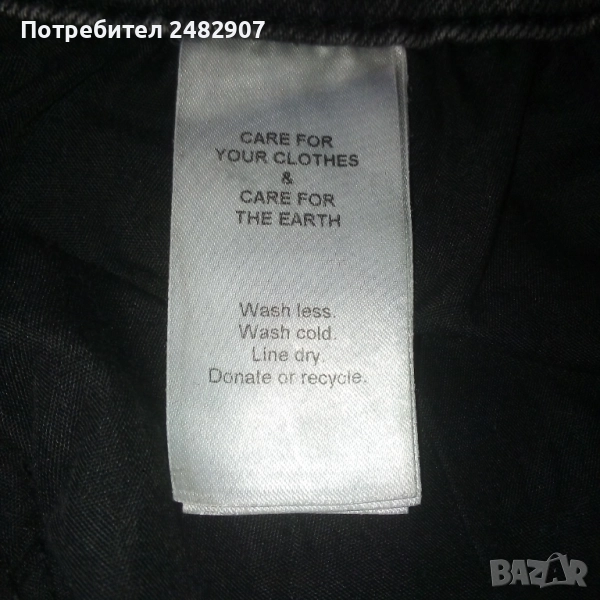 Потребител 2482907
CARE FOR
YOUR CLOTHES
&
CARE FOR
THE EARTH
Wash less.
Wash cold.
Line dry.
Donate or recycle.
BAZAR